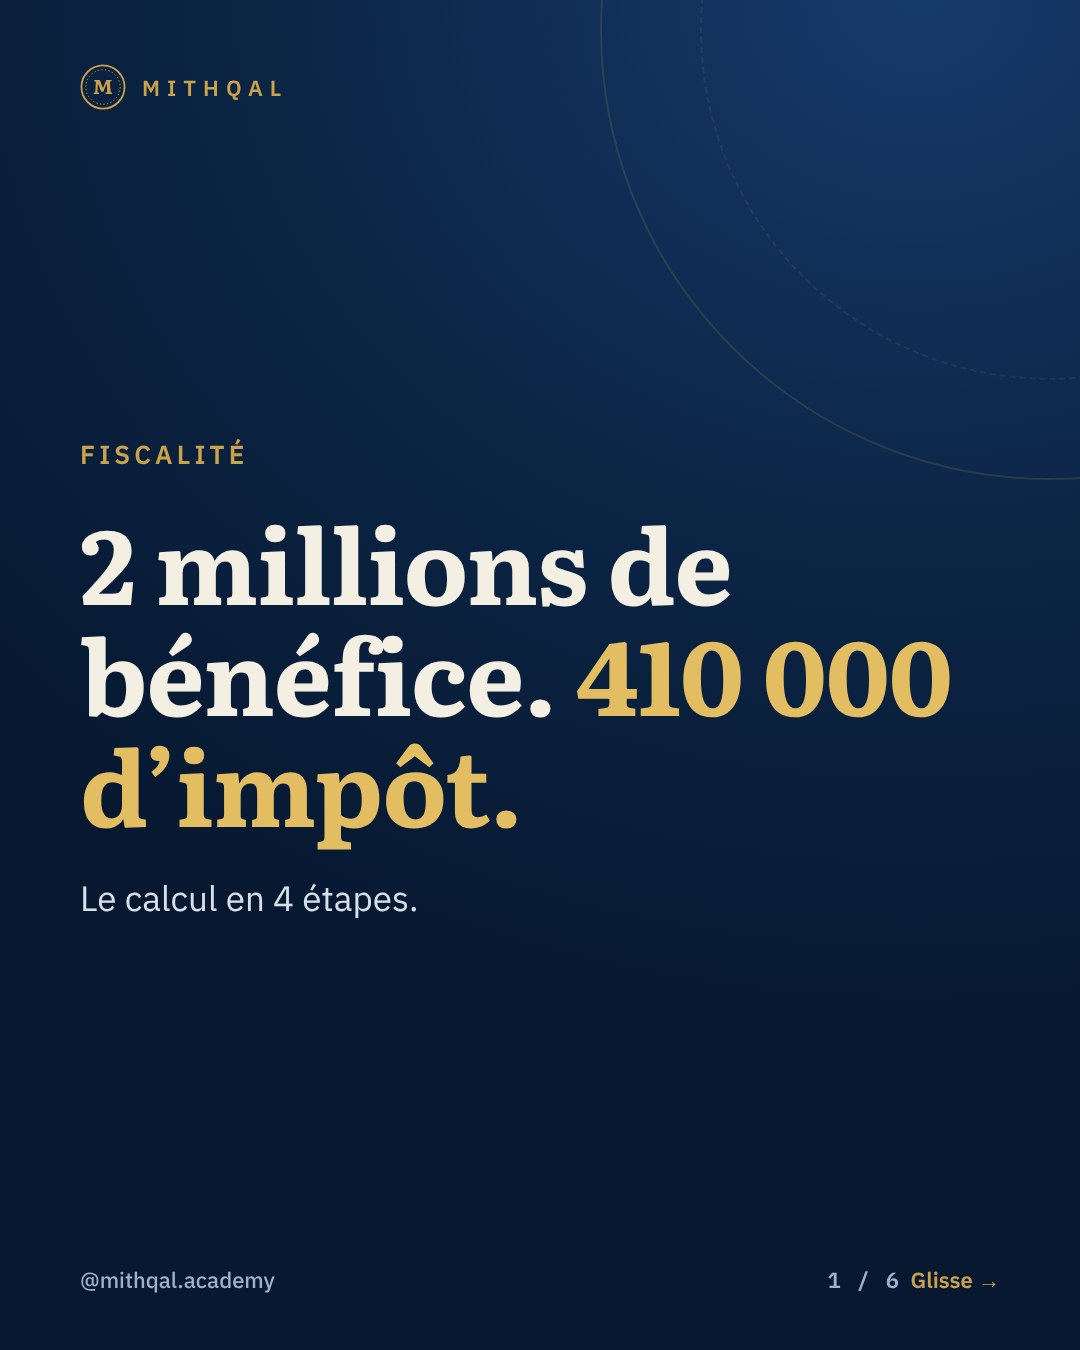 M MITHQAL
FISCALITÉ
2 millions de
bénéfice. 410 000
d’impôt.
Le calcul en 4 étapes.
@mithqal.academy
1 / 6 Glisse →